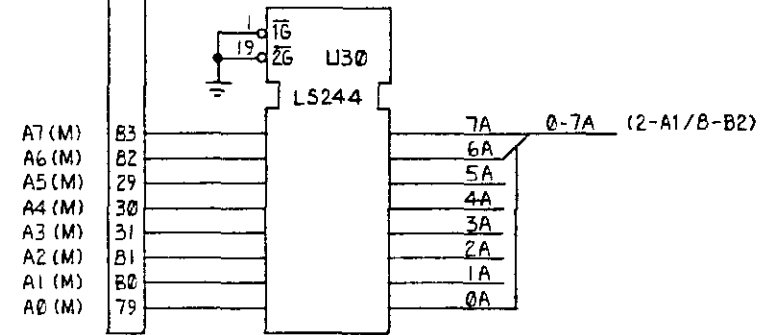 1 1G
19 2G U30
LS244
A7(M) 83 7A 0-7A (2-A1/8-B2)
A6(M) 82 6A
A5(M) 29 5A
A4(M) 30 4A
A3(M) 31 3A
A2(M) 81 2A
A1(M) 80 1A
A0(M) 79 0A